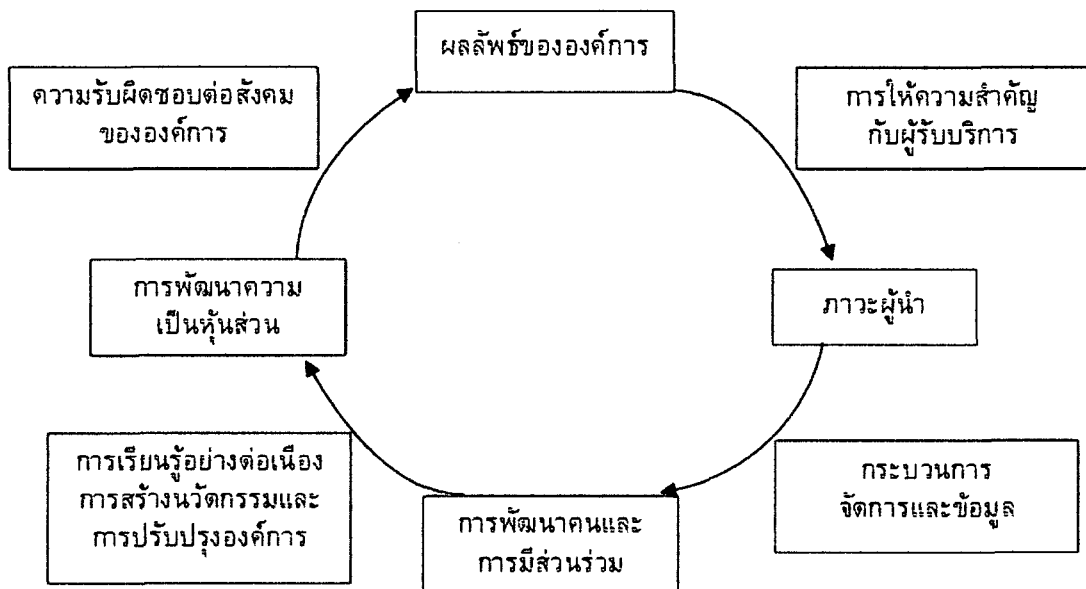 ผลลัพธ์ขององค์การ
ความรับผิดชอบต่อสังคม
ขององค์การ
การให้ความสำคัญ
กับผู้รับบริการ
การพัฒนาความ
เป็นหุ้นส่วน
ภาวะผู้นำ
การเรียนรู้อย่างต่อเนื่อง
การสร้างนวัตกรรมและ
การปรับปรุงองค์การ
การพัฒนาคนและ
การมีส่วนร่วม
กระบวนการ
จัดการและข้อมูล